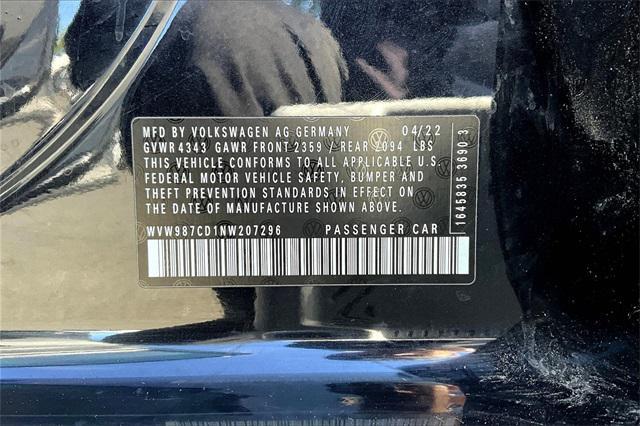 MFD BY VOLKSWAGEN AG GERMANY 04/22
GVWR4343 GAWR FRONT 2359 REAR 2094 LBS
THIS VEHICLE CONFORMS TO ALL APPLICABLE U.S.
FEDERAL MOTOR VEHICLE SAFETY, BUMPER AND
THEFT PREVENTION STANDARDS IN EFFECT ON
THE DATE OF MANUFACTURE SHOWN ABOVE.
WVW987CD1NW207296 PASSENGER CAR
1645835 3690 3